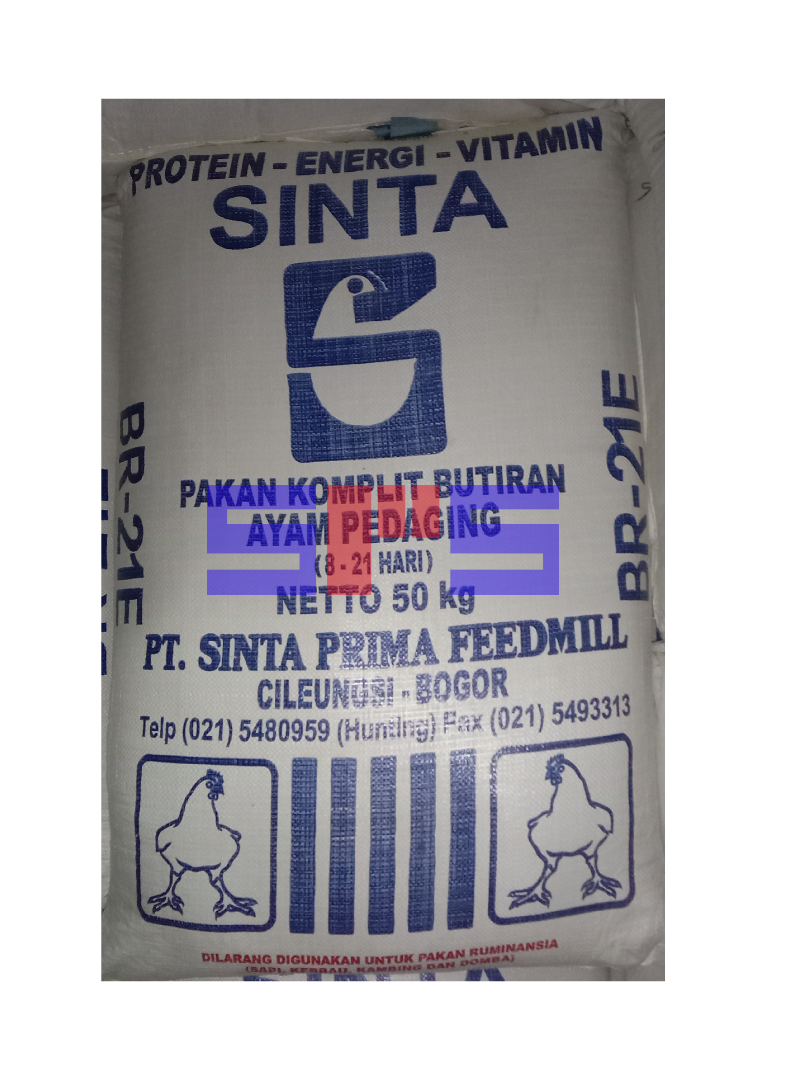 PROTEIN - ENERGI - VITAMIN
SINTA
BR-21E
BR-21E
PAKAN KOMPLIT BUTIRAN
AYAM PEDAGING
(8 - 21 HARI)
NETTO 50 kg
PT. SINTA PRIMA FEEDMILL
CILEUNGSI - BOGOR
Telp (021) 5480959 (Hunting) Fax (021) 5493313
DILARANG DIGUNAKAN UNTUK PAKAN RUMINANSIA
(SAPI, KERBAU, KAMBING DAN DOMBA)